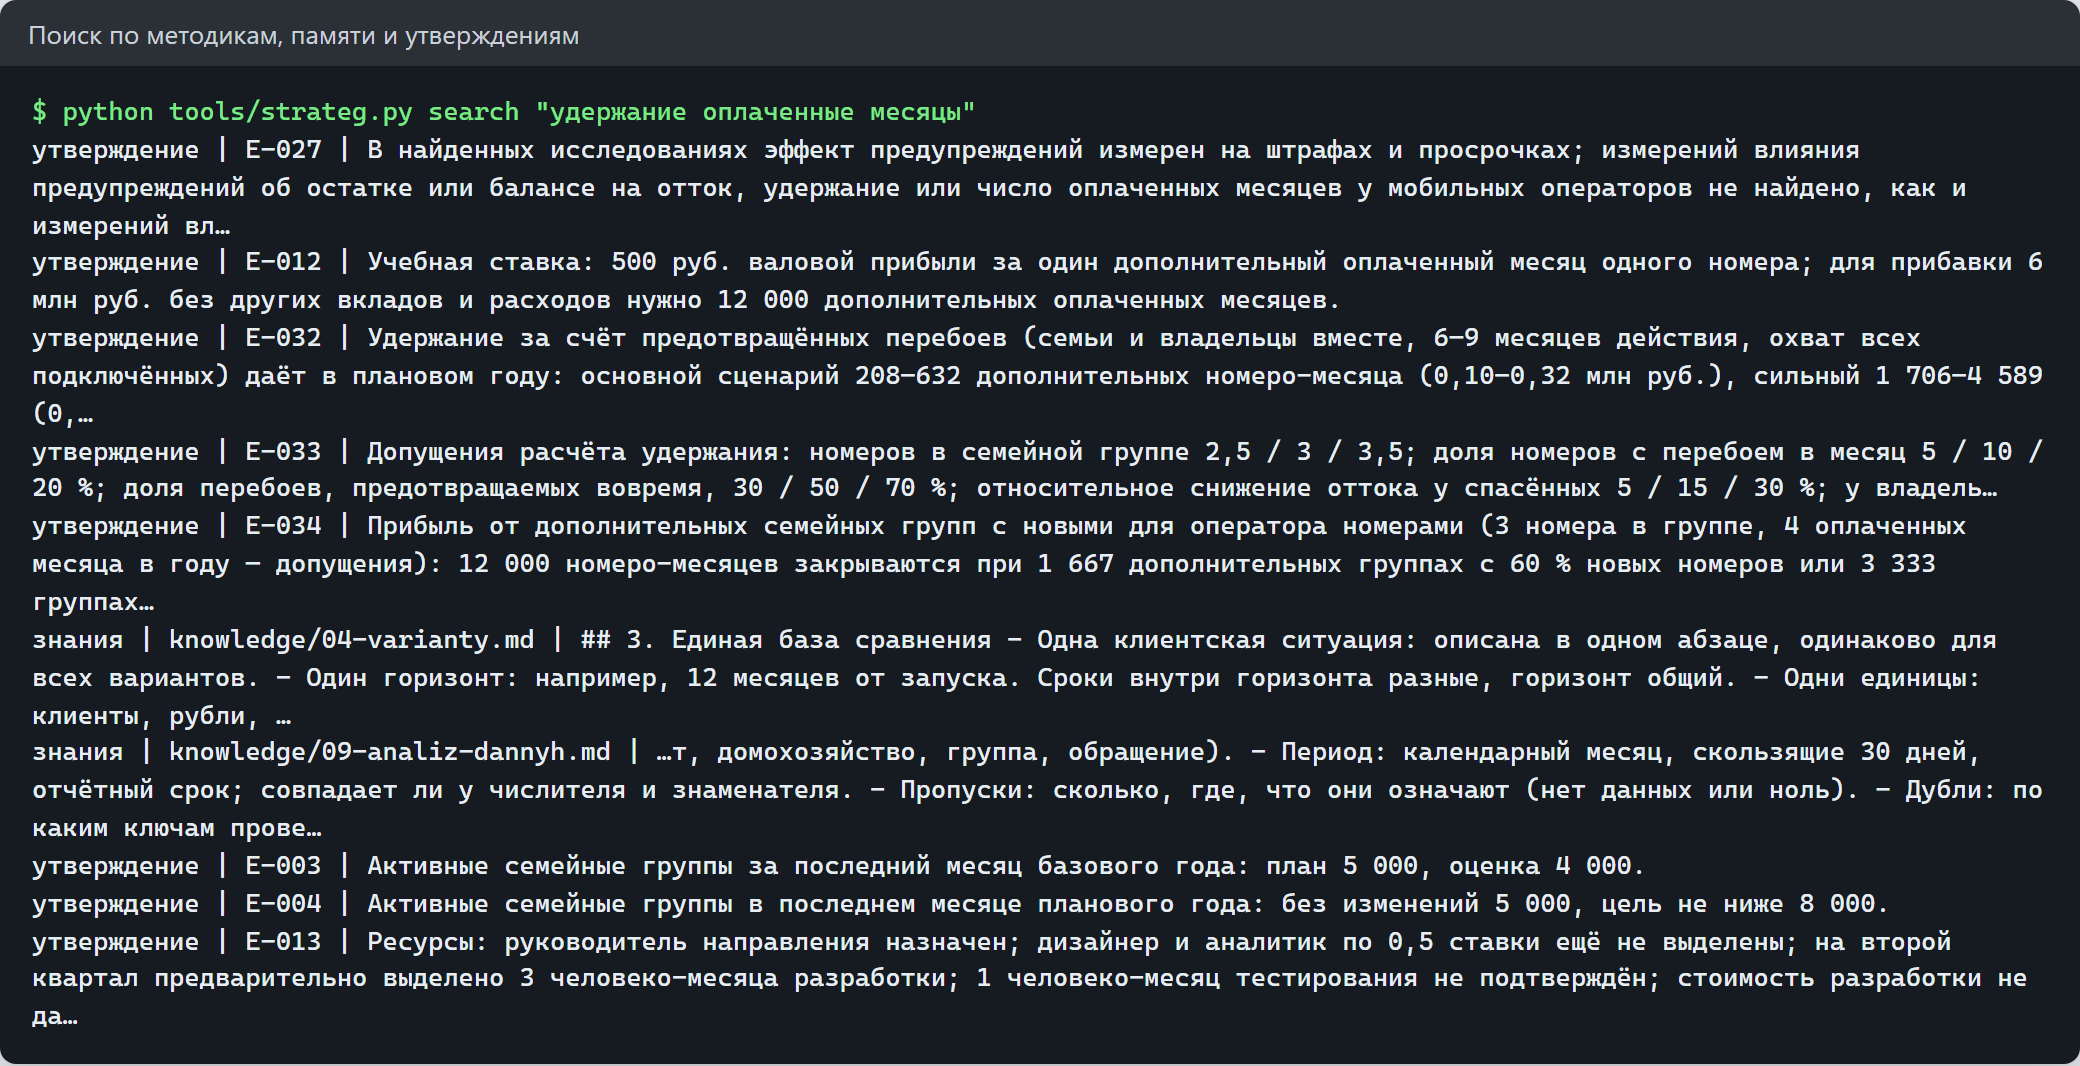 Поиск по методикам, памяти и утверждениям
$ python tools/strateg.py search "удержание оплаченные месяцы"
утверждение | E-027 | В найденных исследованиях эффект предупреждений измерен на штрафах и просрочках; измерений влияния
предупреждений об остатке или балансе на отток, удержание или число оплаченных месяцев у мобильных операторов не найдено, как и
измерений вл…
утверждение | E-012 | Учебная ставка: 500 руб. валовой прибыли за один дополнительный оплаченный месяц одного номера; для прибавки 6
млн руб. без других вкладов и расходов нужно 12 000 дополнительных оплаченных месяцев.
утверждение | E-032 | Удержание за счёт предотвращённых перебоев (семьи и владельцы вместе, 6–9 месяцев действия, охват всех
подключённых) даёт в плановом году: основной сценарий 208–632 дополнительных номеро-месяца (0,10–0,32 млн руб.), сильный 1 706–4 589
(0,…
утверждение | E-033 | Допущения расчёта удержания: номеров в семейной группе 2,5 / 3 / 3,5; доля номеров с перебоем в месяц 5 / 10 /
20 %; доля перебоев, предотвращаемых вовремя, 30 / 50 / 70 %; относительное снижение оттока у спасённых 5 / 15 / 30 %; у владель…
утверждение | E-034 | Прибыль от дополнительных семейных групп с новыми для оператора номерами (3 номера в группе, 4 оплаченных
месяца в году — допущения): 12 000 номеро-месяцев закрываются при 1 667 дополнительных группах с 60 % новых номеров или 3 333
группах…
знания | knowledge/04-varianty.md | ## 3. Единая база сравнения - Одна клиентская ситуация: описана в одном абзаце, одинаково для
всех вариантов. - Один горизонт: например, 12 месяцев от запуска. Сроки внутри горизонта разные, горизонт общий. - Одни единицы:
клиенты, рубли, …
знания | knowledge/09-analiz-dannyh.md | …т, домохозяйство, группа, обращение). - Период: календарный месяц, скользящие 30 дней,
отчётный срок; совпадает ли у числителя и знаменателя. - Пропуски: сколько, где, что они означают (нет данных или ноль). - Дубли: по
каким ключам прове…
утверждение | E-003 | Активные семейные группы за последний месяц базового года: план 5 000, оценка 4 000.
утверждение | E-004 | Активные семейные группы в последнем месяце планового года: без изменений 5 000, цель не ниже 8 000.
утверждение | E-013 | Ресурсы: руководитель направления назначен; дизайнер и аналитик по 0,5 ставки ещё не выделены; на второй
квартал предварительно выделено 3 человеко-месяца разработки; 1 человеко-месяц тестирования не подтверждён; стоимость разработки не
да…